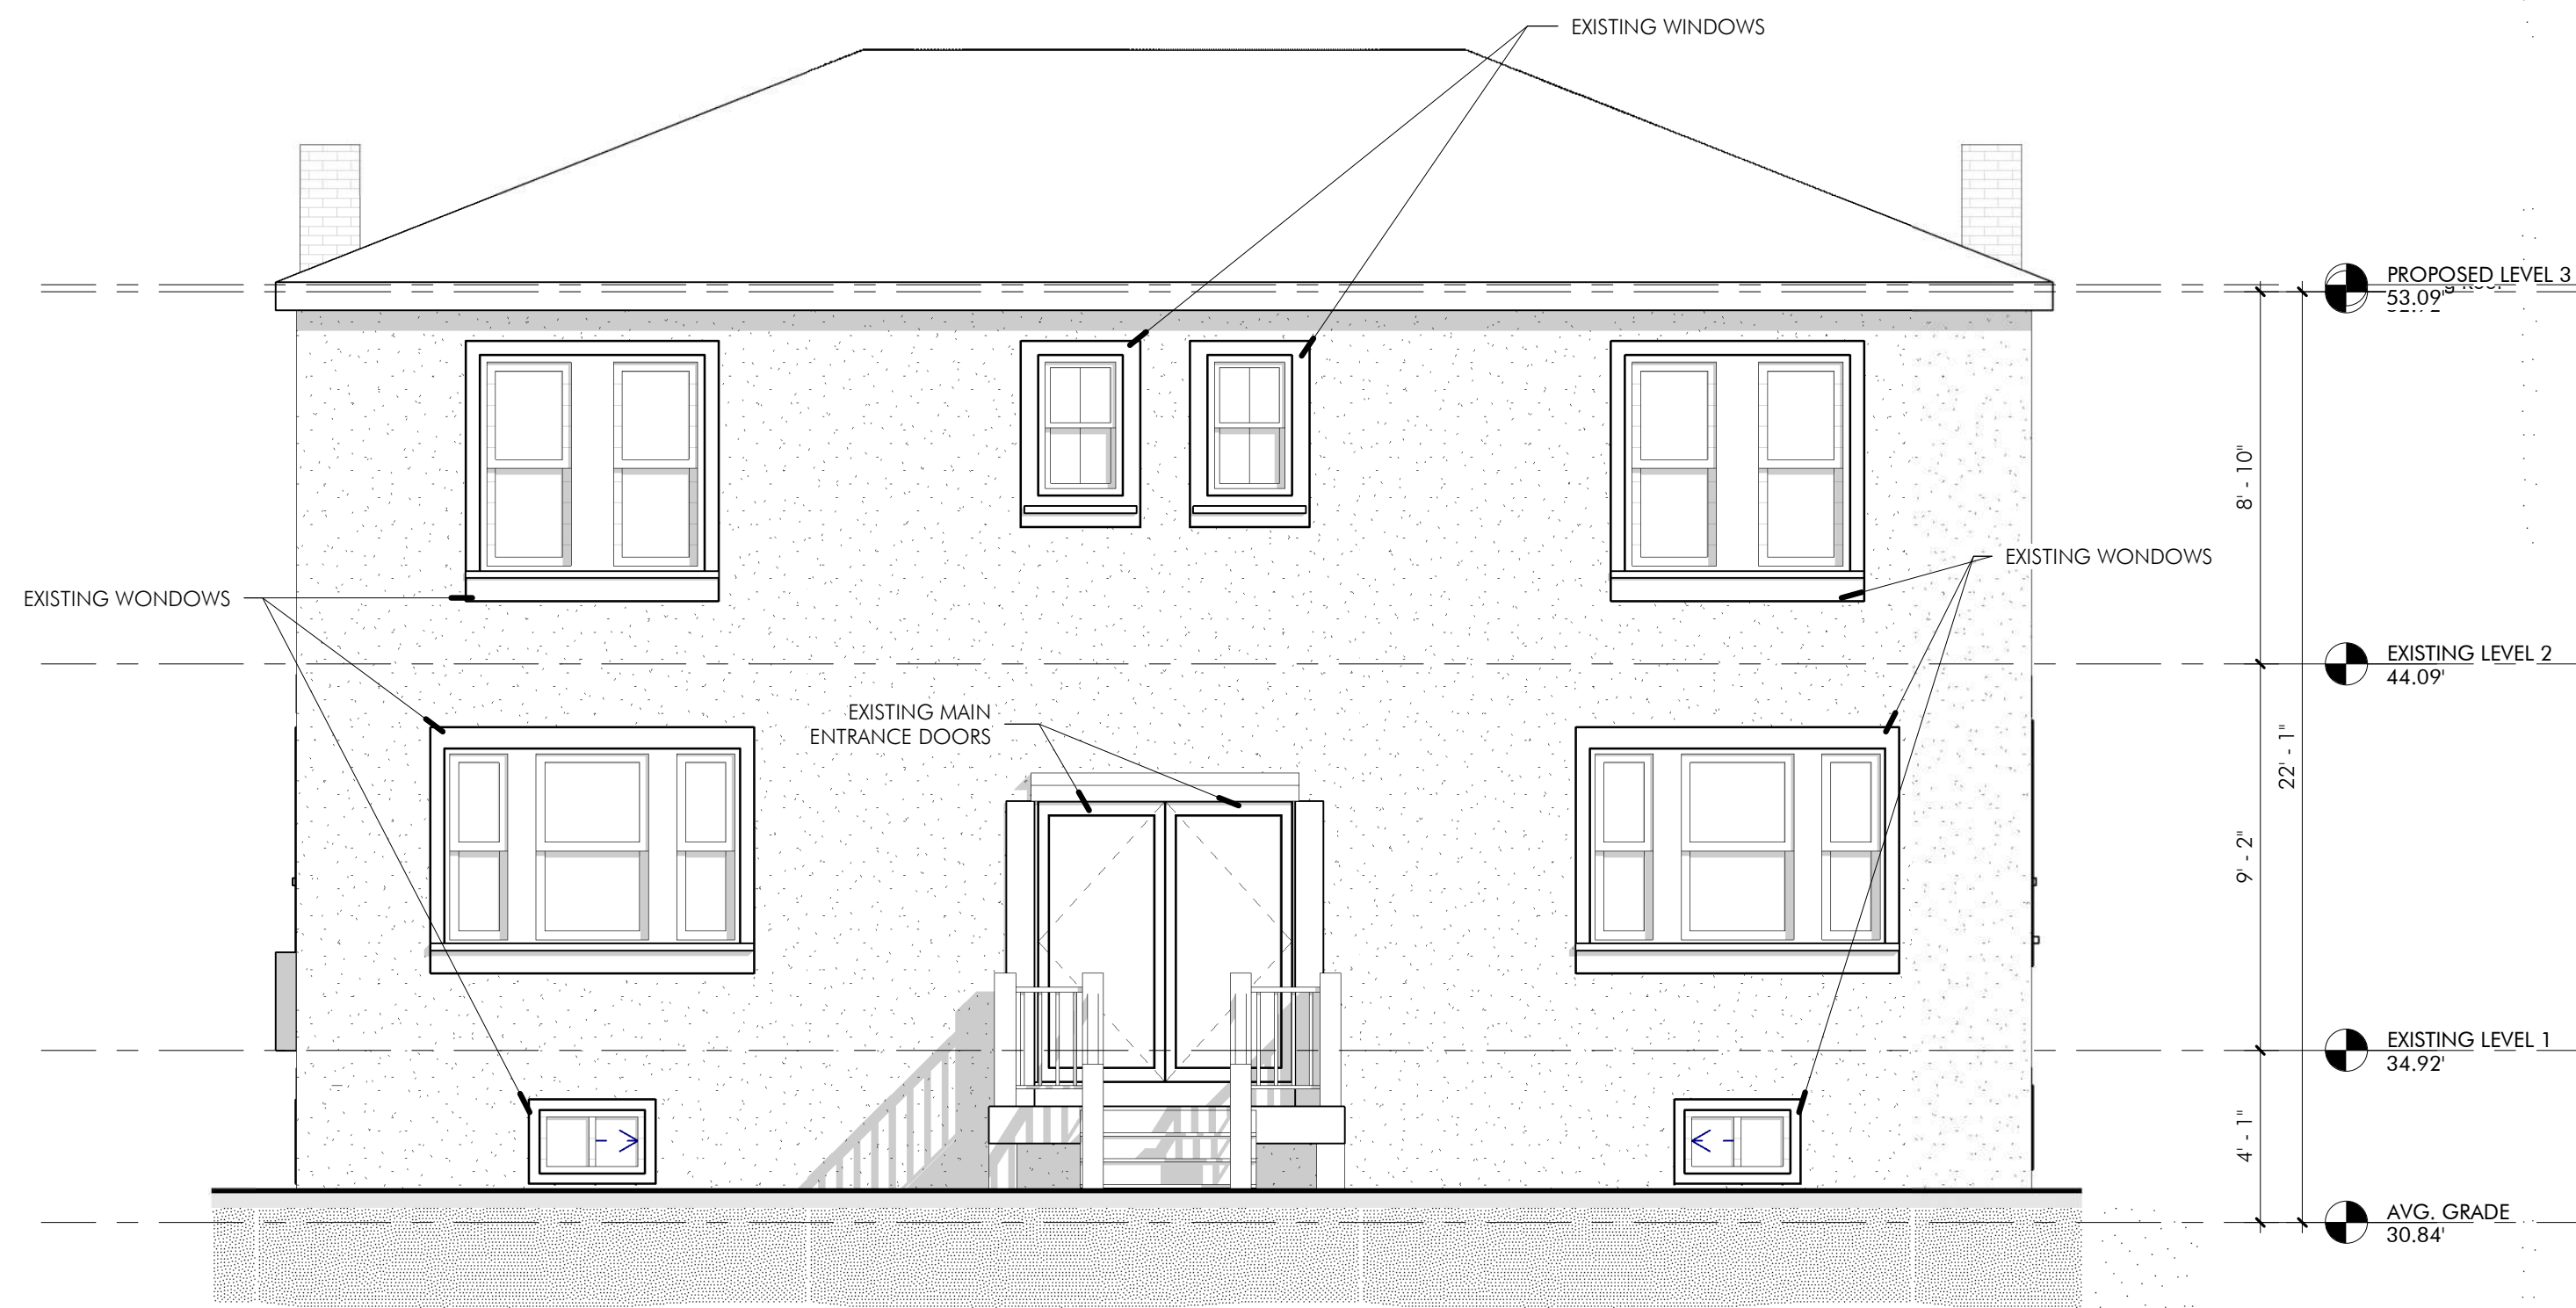 EXISTING WINDOWS
PROPOSED LEVEL 3
53.09'
8' - 10"
EXISTING WONDOWS
EXISTING WONDOWS
EXISTING LEVEL 2
44.09'
EXISTING MAIN
ENTRANCE DOORS
22' - 1"
9' - 2"
EXISTING LEVEL 1
34.92'
4' - 1"
AVG. GRADE
30.84'